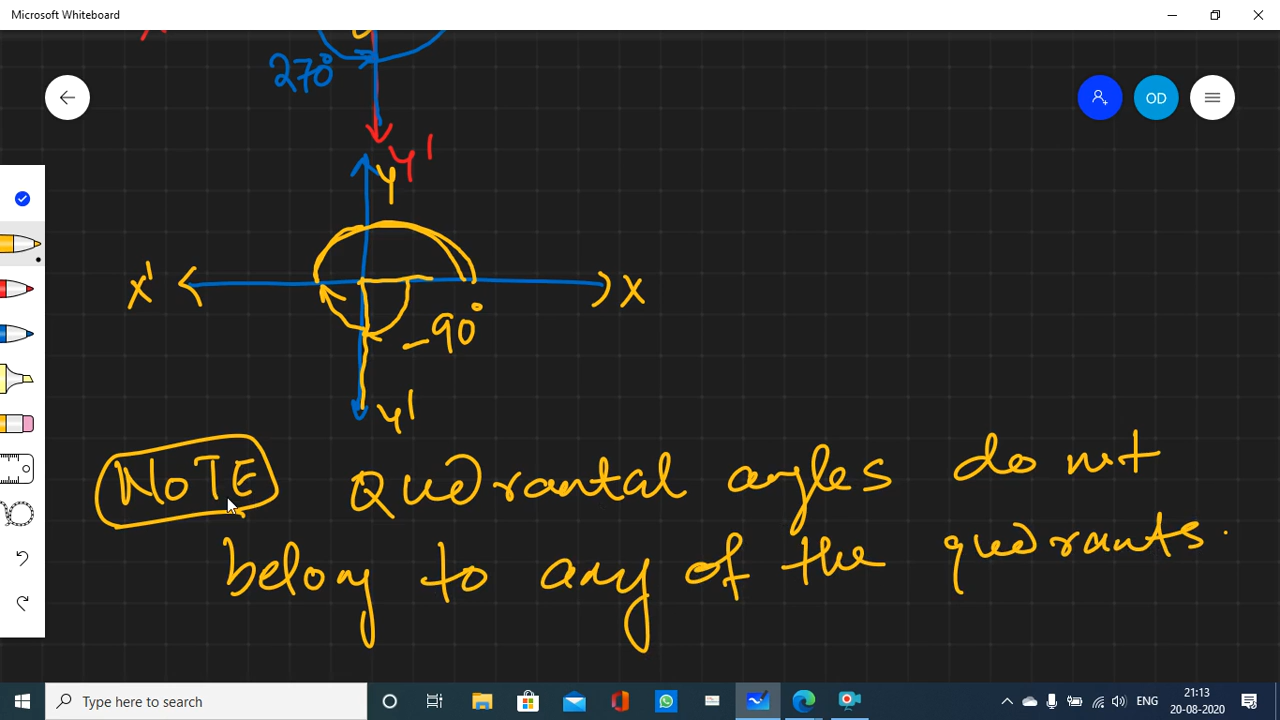 Microsoft Whiteboard
270°
Y'
OD
Y
X'
X
-90°
Y'
NOTE Quadrantal angles do not
belong to any of the quadrants.
Type here to search
ENG
21:13
20-08-2020